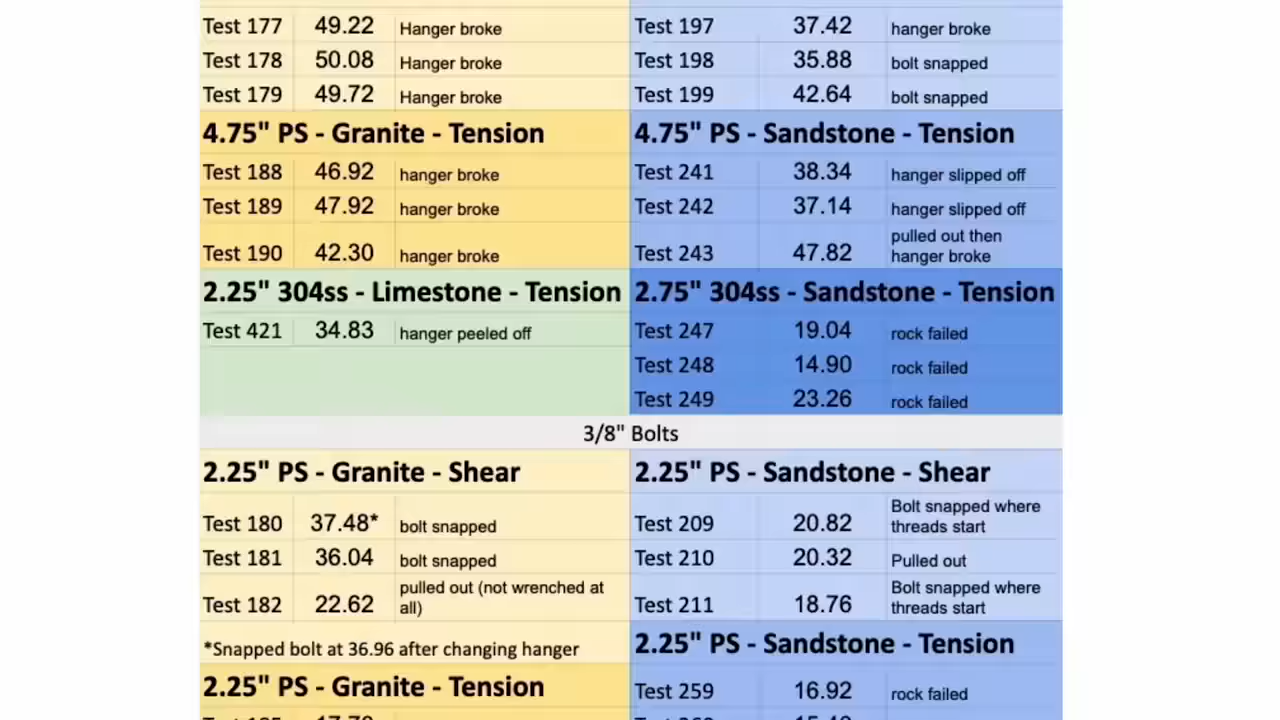 Test 177 49.22 Hanger broke
Test 197 37.42 hanger broke
Test 178 50.08 Hanger broke
Test 198 35.88 bolt snapped
Test 179 49.72 Hanger broke
Test 199 42.64 bolt snapped
4.75" PS - Granite - Tension
4.75" PS - Sandstone - Tension
Test 188 46.92 hanger broke
Test 241 38.34 hanger slipped off
Test 189 47.92 hanger broke
Test 242 37.14 hanger slipped off
Test 190 42.30 hanger broke
Test 243 47.82 pulled out then
hanger broke
2.25" 304ss - Limestone - Tension
2.75" 304ss - Sandstone - Tension
Test 421 34.83 hanger peeled off
Test 247 19.04 rock failed
Test 248 14.90 rock failed
Test 249 23.26 rock failed
3/8" Bolts
2.25" PS - Granite - Shear
2.25" PS - Sandstone - Shear
Test 180 37.48* bolt snapped
Test 209 20.82 Bolt snapped where
threads start
Test 181 36.04 bolt snapped
Test 210 20.32 Pulled out
Test 182 22.62 pulled out (not wrenched at
all)
Test 211 18.76 Bolt snapped where
threads start
*Snapped bolt at 36.96 after changing hanger
2.25" PS - Sandstone - Tension
2.25" PS - Granite - Tension
Test 259 16.92 rock failed